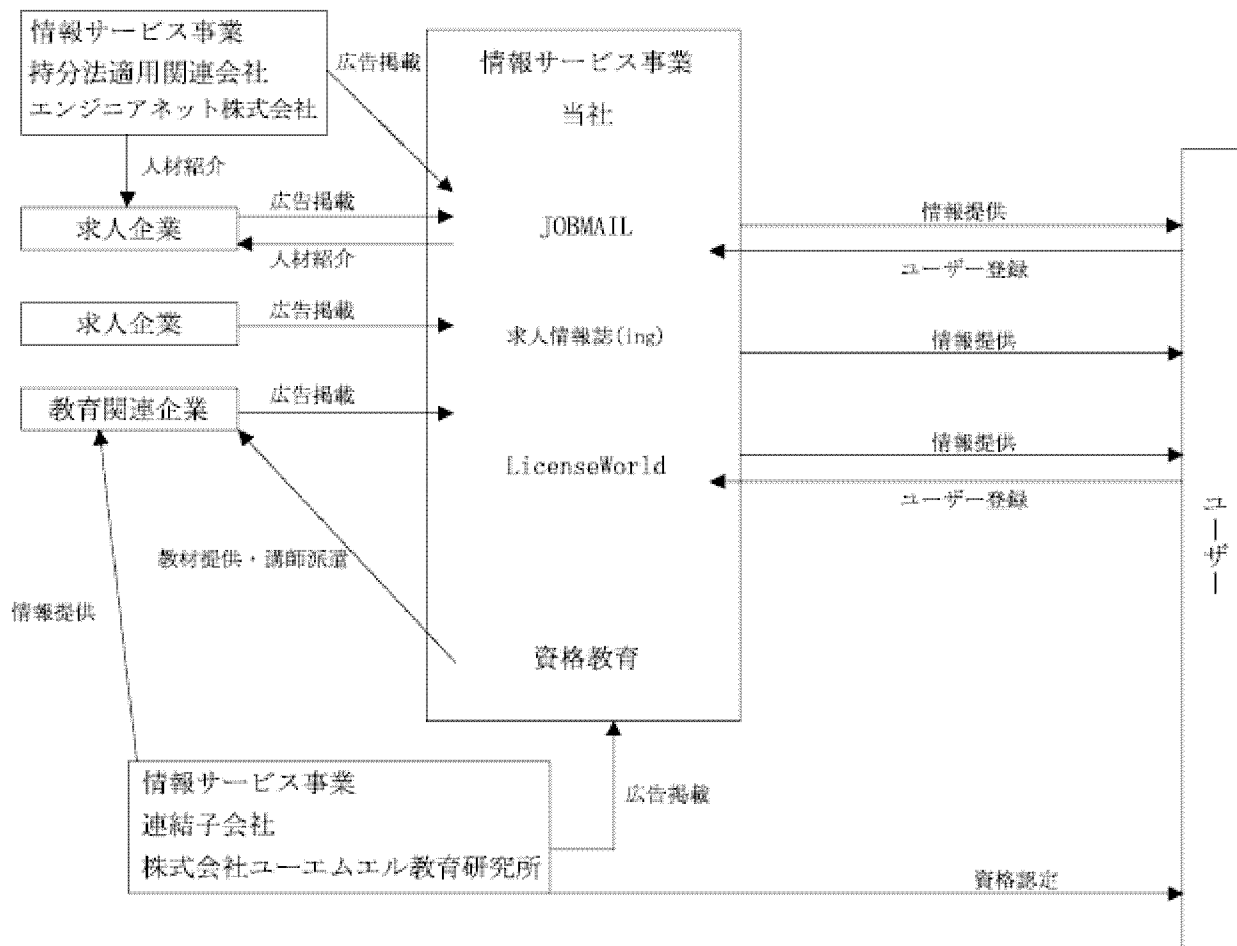 情報サービス事業
持分法適用関連会社
エンジニアネット株式会社
広告掲載
情報サービス事業
当社
人材紹介
求人企業
広告掲載
人材紹介
JOBMAIL
情報提供
ユーザー登録
求人企業
広告掲載
求人情報誌(ing)
情報提供
教育関連企業
広告掲載
LicenseWorld
情報提供
ユーザー登録
ユーザー
教材提供・講師派遣
情報提供
資格教育
情報サービス事業
連結子会社
株式会社ユーエムエル教育研究所
広告掲載
資格認定